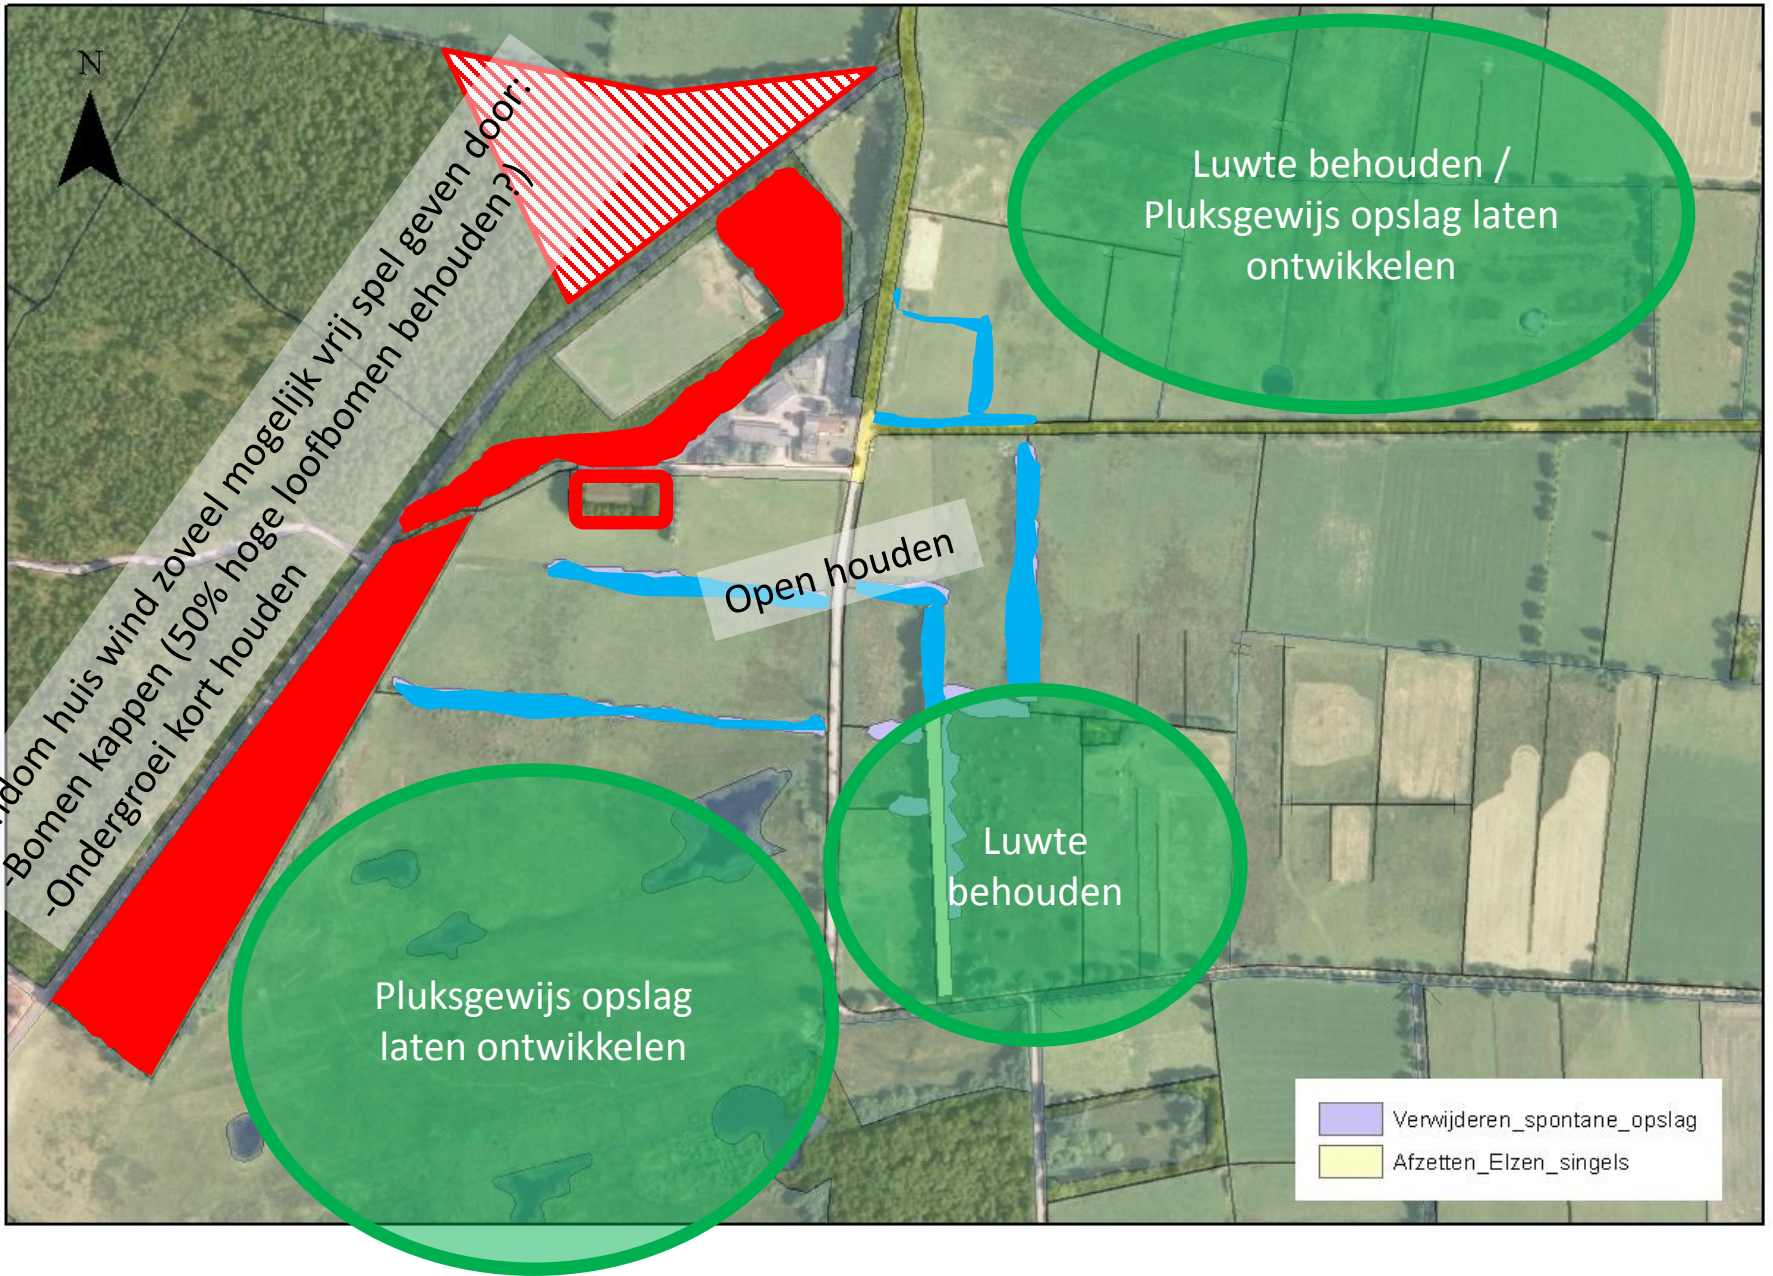 N
huis wind zoveel mogelijk vrij spel geven door:
-Bomen kappen (50% hoge loofbomen behouden?)
-Ondergroei kort houden
Luwte behouden /
Pluksgewijs opslag laten
ontwikkelen
Open houden
Luwte
behouden
Pluksgewijs opslag
laten ontwikkelen
Verwijderen_spontane_opslag
Afzetten_Elzen_singels